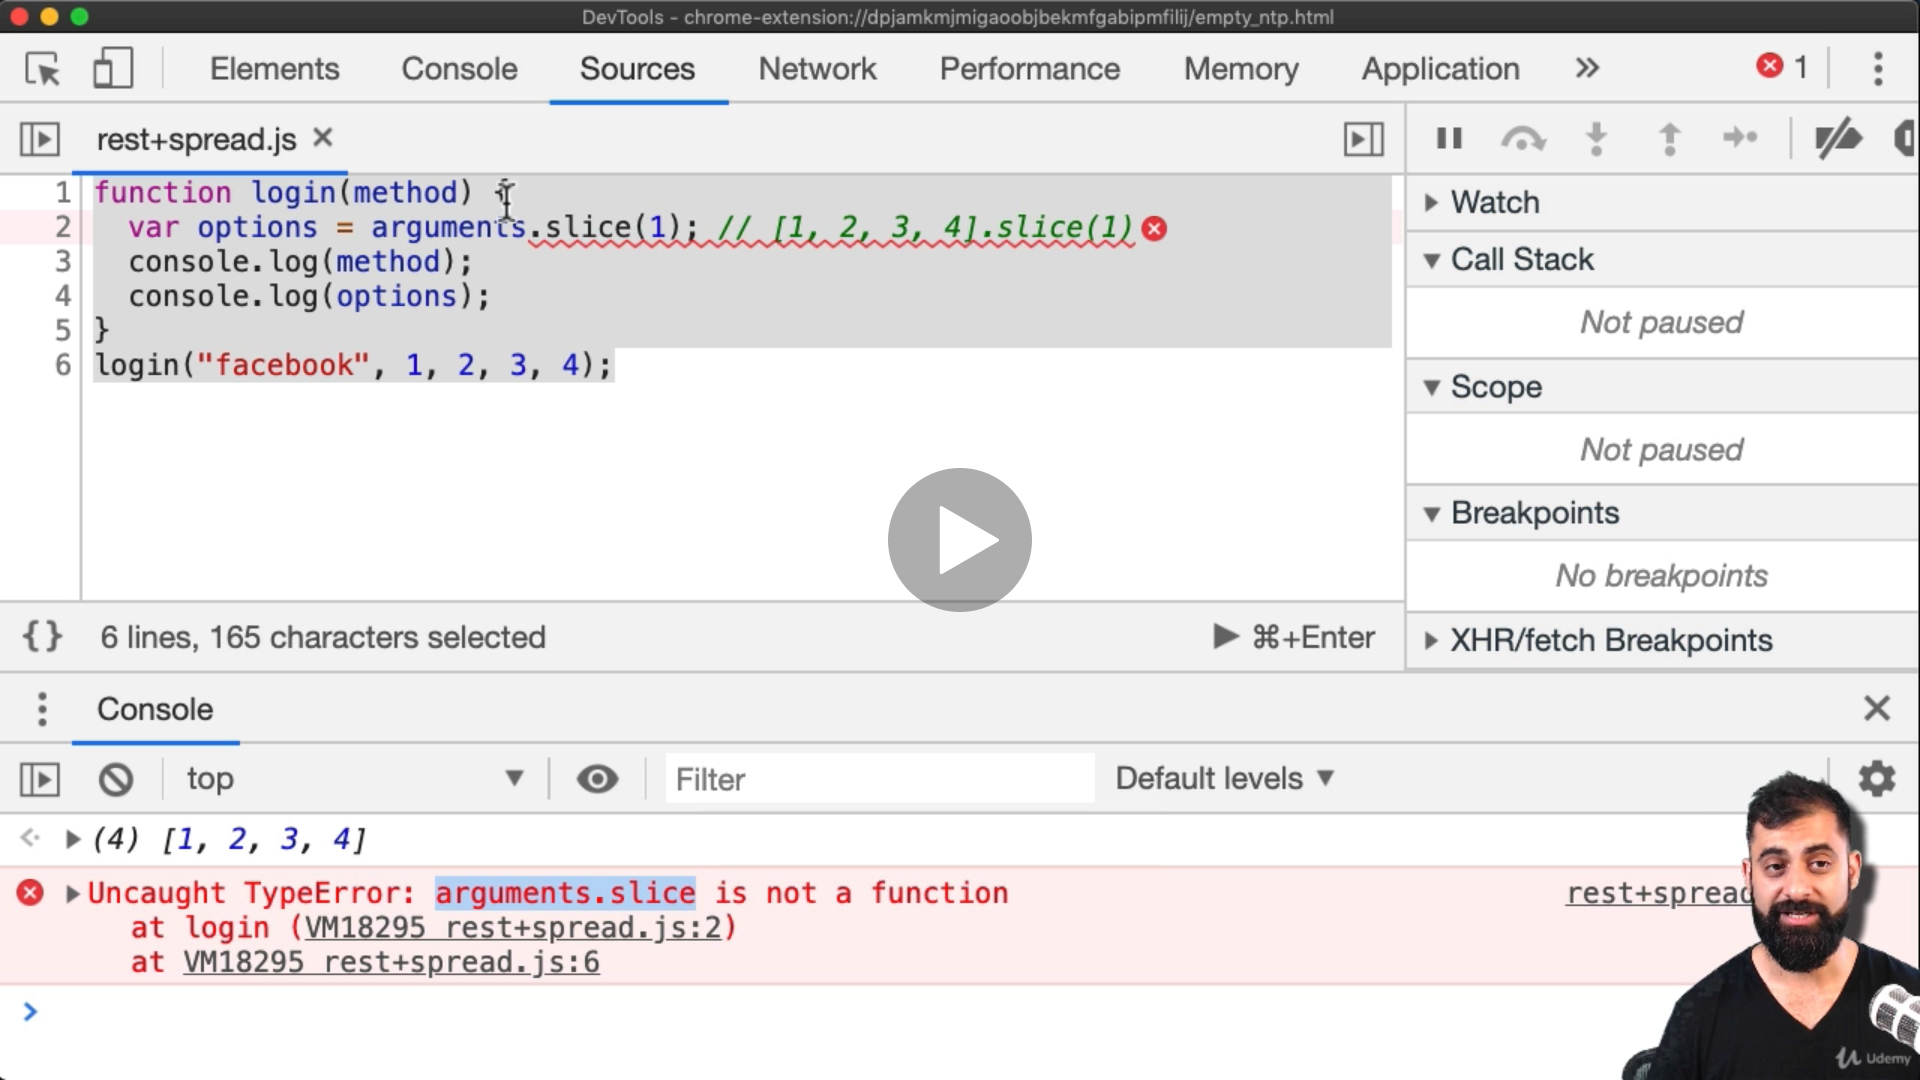 DevTools - chrome-extension://dpjamkmjmigaoobjbekmfgabipmfilij/empty_ntp.html
Elements Console Sources Network Performance Memory Application » 1
rest+spread.js ×
1 function login(method) {
2 var options = arguments.slice(1); // [1, 2, 3, 4].slice(1)
3 console.log(method);
4 console.log(options);
5 }
6 login("facebook", 1, 2, 3, 4);
Watch
Call Stack
Not paused
Scope
Not paused
Breakpoints
No breakpoints
XHR/fetch Breakpoints
{} 6 lines, 165 characters selected ⌘+Enter
Console
top Filter Default levels
(4) [1, 2, 3, 4]
Uncaught TypeError: arguments.slice is not a function rest+spread
at login (VM18295 rest+spread.js:2)
at VM18295 rest+spread.js:6
Udemy